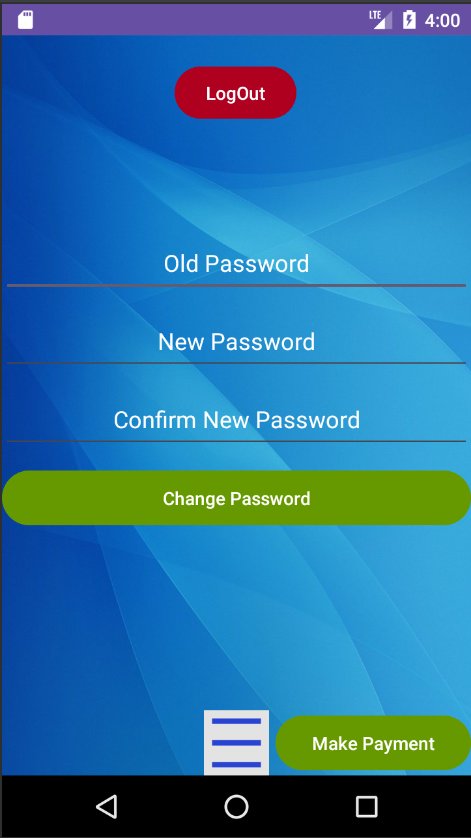 LTE 4:00
LogOut
Old Password
New Password
Confirm New Password
Change Password
Make Payment